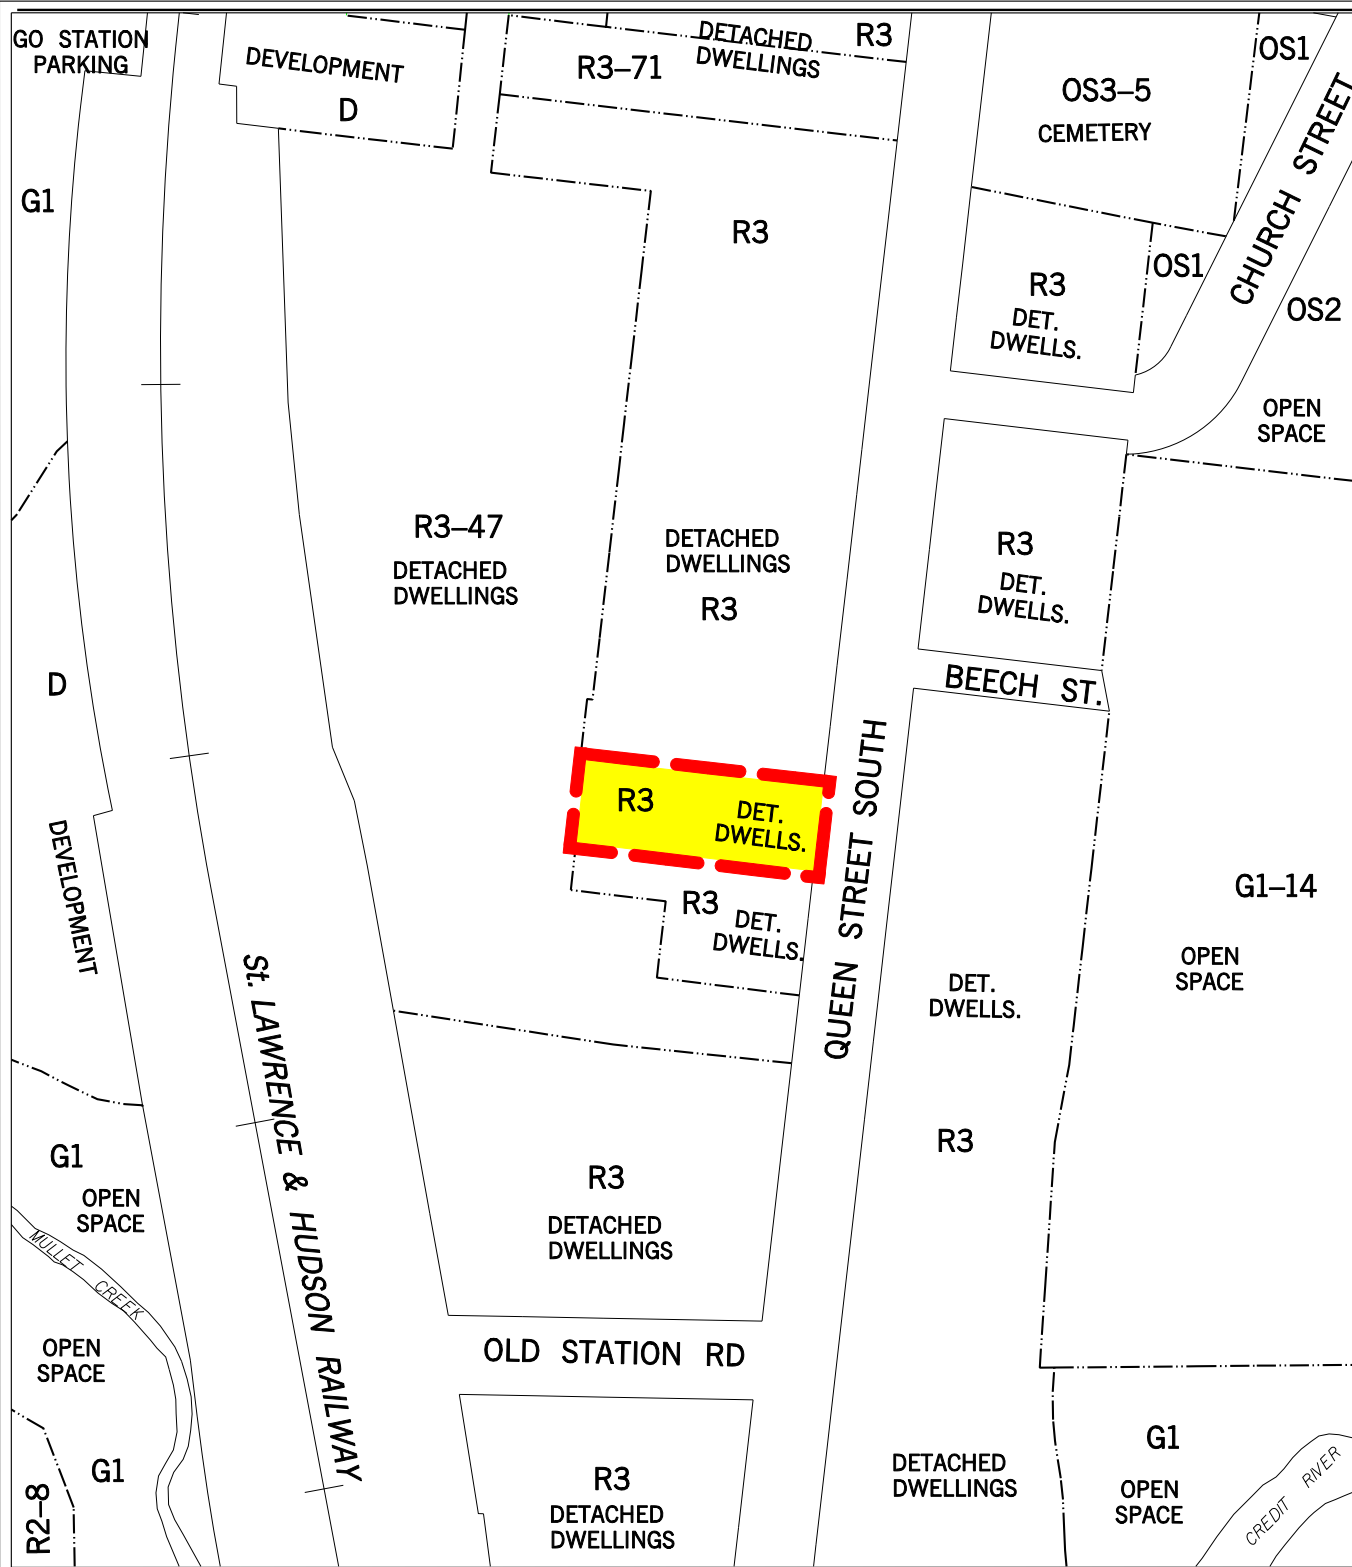 GO STATION
PARKING
DEVELOPMENT
D
R3–71
DETACHED
DWELLINGS
R3
OS3–5
CEMETERY
OS1
CHURCH STREET
G1
R3
R3
DET.
DWELLS.
OS1
OS2
OPEN
SPACE
R3–47
DETACHED
DWELLINGS
DETACHED
DWELLINGS
R3
R3
DET.
DWELLS.
BEECH ST.
D
DEVELOPMENT
R3
DET.
DWELLS.
QUEEN STREET SOUTH
R3
DET.
DWELLS.
G1–14
OPEN
SPACE
DET.
DWELLS.
R3
St. LAWRENCE & HUDSON RAILWAY
G1
OPEN
SPACE
MULLET CREEK
R3
DETACHED
DWELLINGS
OLD STATION RD
OPEN
SPACE
G1
R2–8
R3
DETACHED
DWELLINGS
DETACHED
DWELLINGS
G1
OPEN
SPACE
CREDIT RIVER